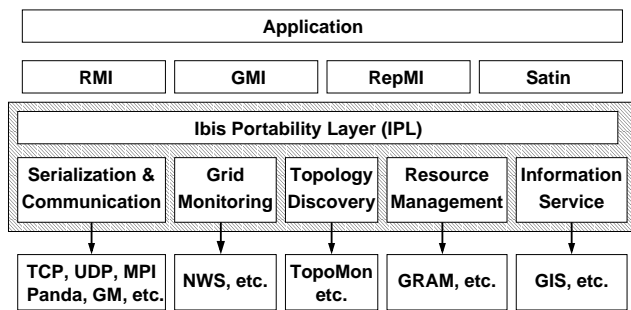 Application
RMI
GMI
RepMI
Satin
Ibis Portability Layer (IPL)
Serialization &
Communication
Grid
Monitoring
Topology
Discovery
Resource
Management
Information
Service
TCP, UDP, MPI
Panda, GM, etc.
NWS, etc.
TopoMon
etc.
GRAM, etc.
GIS, etc.